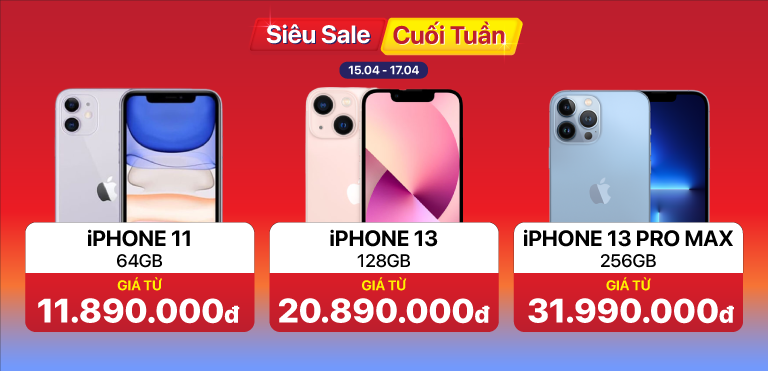 Siêu Sale Cuối Tuần
15.04 - 17.04
iPHONE 11
64GB
GIÁ TỪ
11.890.000đ
iPHONE 13
128GB
GIÁ TỪ
20.890.000đ
iPHONE 13 PRO MAX
256GB
GIÁ TỪ
31.990.000đ